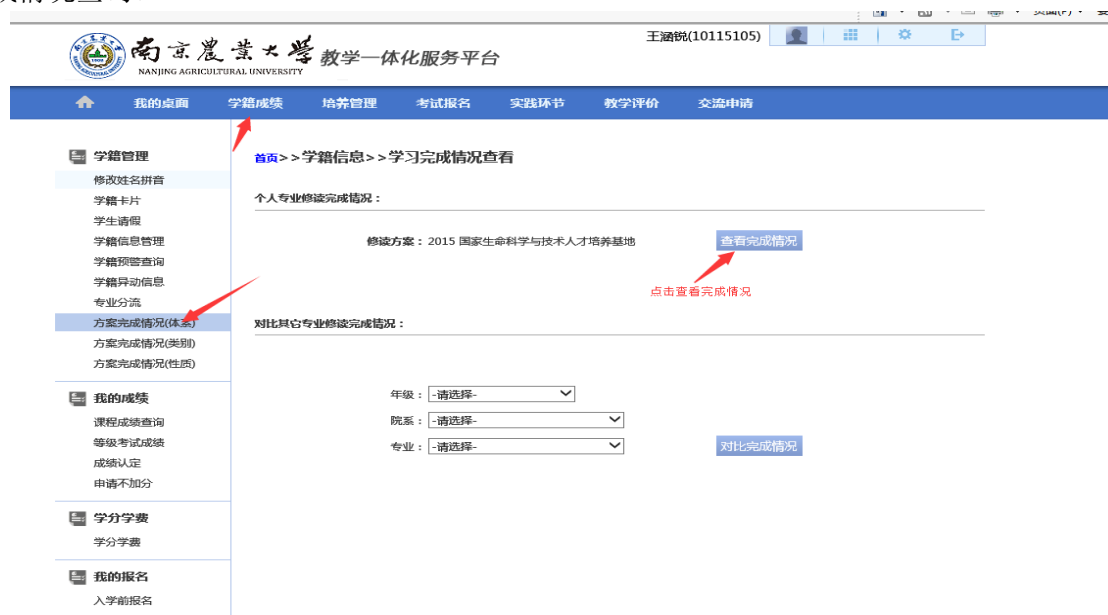 南京農業大學 教学一体化服务平台
NANJING AGRICULTURAL UNIVERSITY
王涵锐(10115105)
我的桌面 学籍成绩 培养管理 考试报名 实践环节 教学评价 交流申请
学籍管理
修改姓名拼音
学籍卡片
学生请假
学籍信息管理
学籍预警查询
学籍异动信息
专业分流
方案完成情况(体系)
方案完成情况(类别)
方案完成情况(性质)
我的成绩
课程成绩查询
等级考试成绩
成绩认定
申请不加分
学分学费
学分学费
我的报名
入学前报名
首页>>学籍信息>>学习完成情况查看
个人专业修读完成情况：
修读方案：2015 国家生命科学与技术人才培养基地 查看完成情况
点击查看完成情况
对比其它专业修读完成情况：
年级：-请选择-
院系：-请选择-
专业：-请选择- 对比完成情况